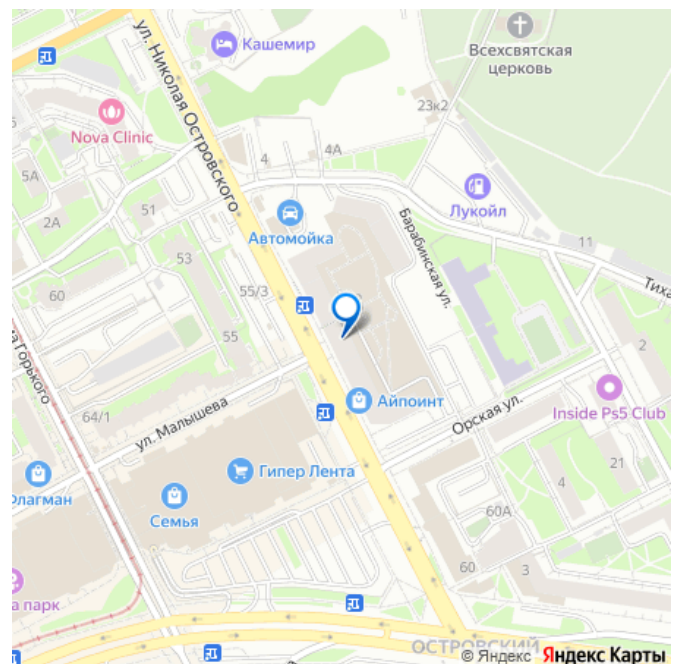 Кашемир
Всехсвятская
церковь
ул. Николая Островского
23к2
Nova Clinic
4
4А
5А
Лукойл
51
2А
Автомойка
Барабинская ул.
11
53
Тиха
55/3
60
55
2
ма Горького
Айпоинт
64/1
ул. Малышева
Орская ул.
Inside Ps5 Club
Гипер Лента
Флагман
21
4
Семья
60А
60
3
а парк
ОСТРОВСКИЙ
© Яндекс Яндекс Карты